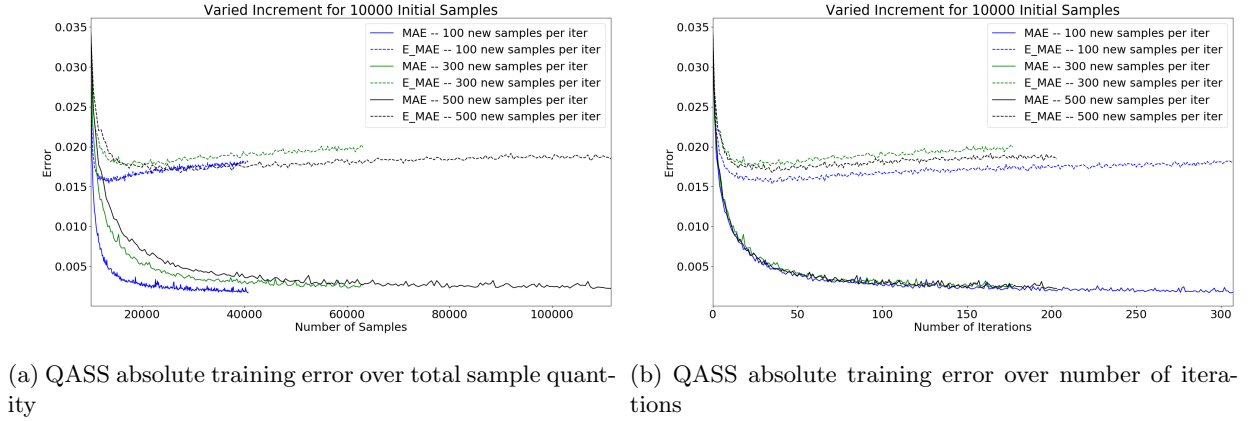 Varied Increment for 10000 Initial Samples
0.035
0.030
0.025
0.020
0.015
0.010
0.005
Error
MAE -- 100 new samples per iter
E_MAE -- 100 new samples per iter
MAE -- 300 new samples per iter
E_MAE -- 300 new samples per iter
MAE -- 500 new samples per iter
E_MAE -- 500 new samples per iter
20000 40000 60000 80000 100000
Number of Samples
(a) QASS absolute training error over total sample quant-
ity
Varied Increment for 10000 Initial Samples
0.035
0.030
0.025
0.020
0.015
0.010
0.005
Error
MAE -- 100 new samples per iter
E_MAE -- 100 new samples per iter
MAE -- 300 new samples per iter
E_MAE -- 300 new samples per iter
MAE -- 500 new samples per iter
E_MAE -- 500 new samples per iter
0 50 100 150 200 250 300
Number of Iterations
(b) QASS absolute training error over number of itera-
tions